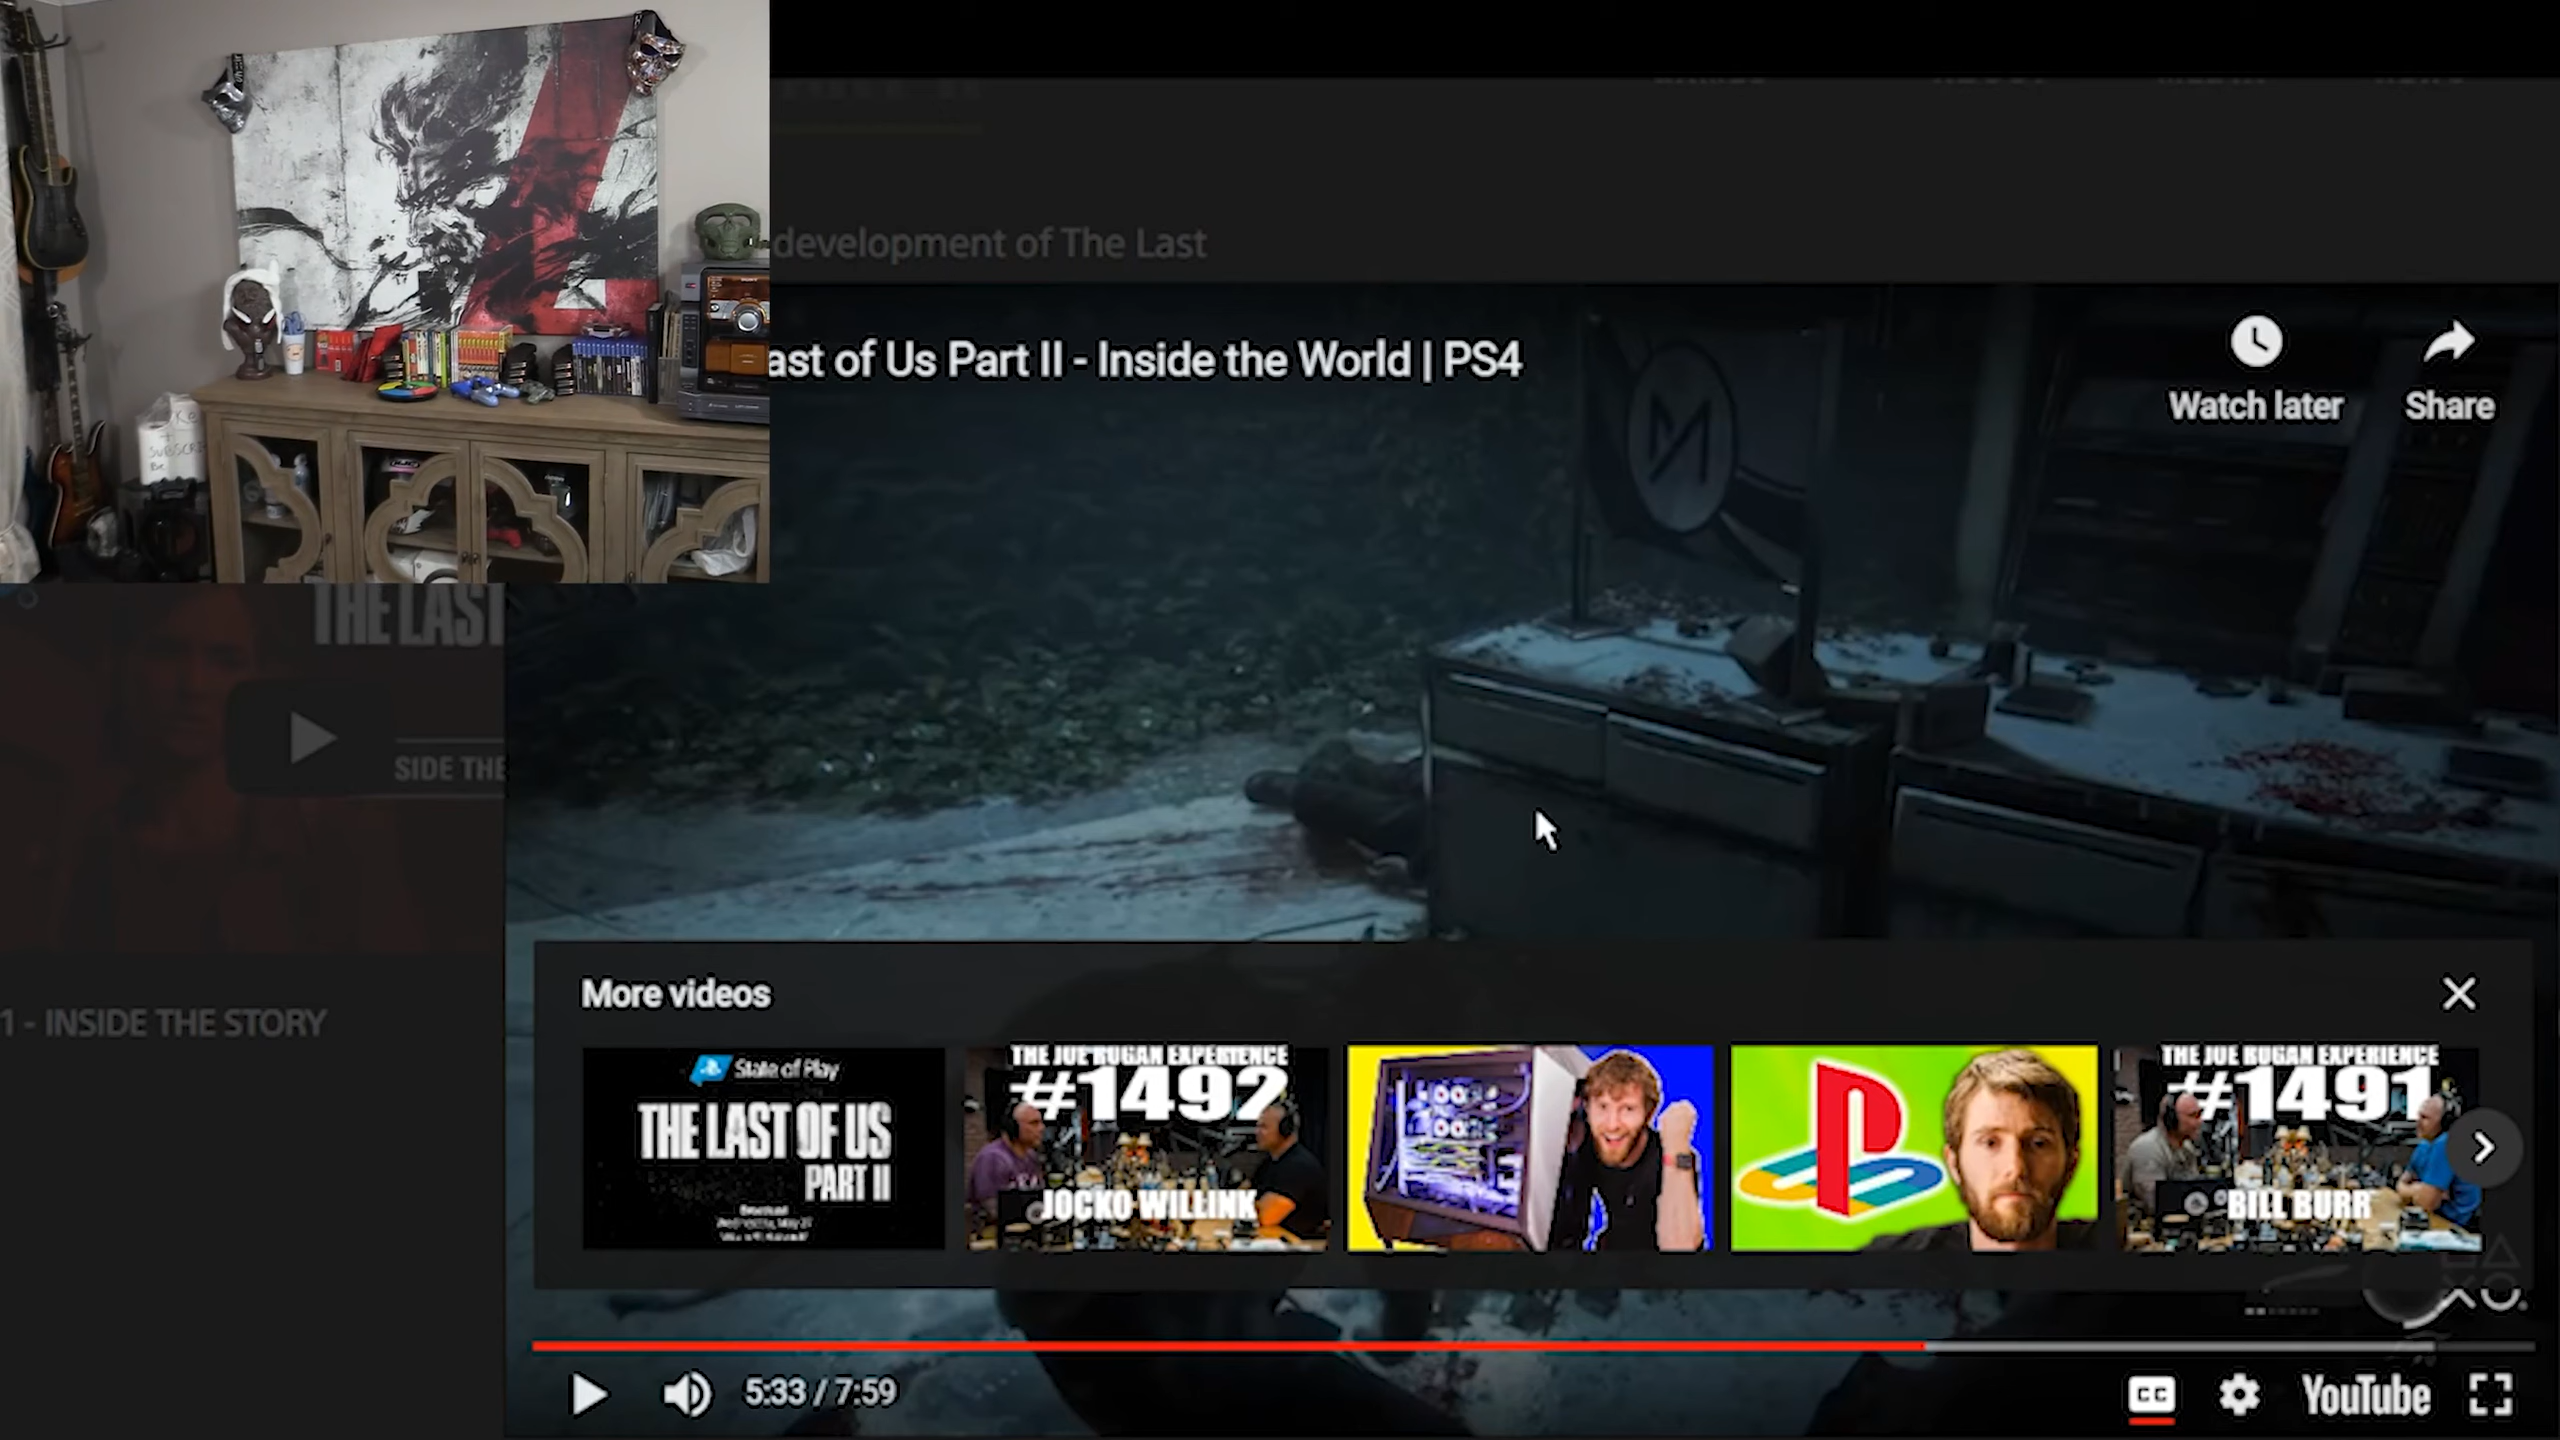 development of The Last
ast of Us Part II - Inside the World | PS4
Watch later
Share
SUBSCRI
THE LAST
SIDE THE
1 - INSIDE THE STORY
More videos
State of Play
THE LAST OF US
PART II
THE JOE ROGAN EXPERIENCE
#1492
JOCKO WILLINK
THE JOE ROGAN EXPERIENCE
#1491
BILL BURR
5:33 / 7:59
CC
YouTube